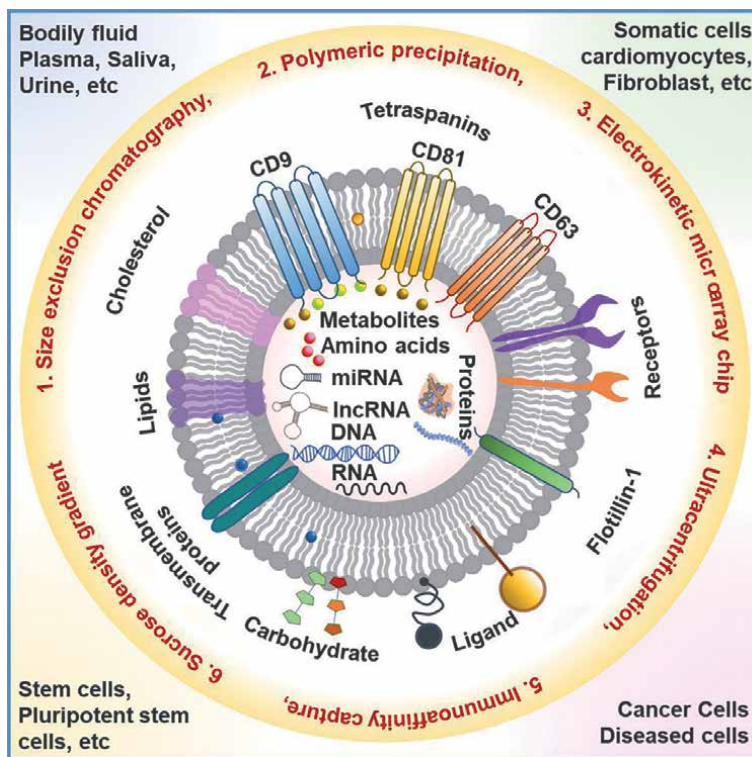 Bodily fluid
Plasma, Saliva,
Urine, etc
Somatic cells
cardiomyocytes,
Fibroblast, etc
1. Size exclusion chromatography,
2. Polymeric precipitation,
3. Electrokinetic microarray chip
4. Ultracentrifugation,
5. Immunoaffinity capture,
6. Sucrose density gradient
Tetraspanins
CD9
CD81
CD63
Cholesterol
Receptors
Metabolites
Amino acids
miRNA
lncRNA
DNA
RNA
Proteins
Lipids
Flotillin-1
Transmembrane
proteins
Carbohydrate
Ligand
Stem cells,
Pluripotent stem
cells, etc
Cancer Cells
Diseased cells